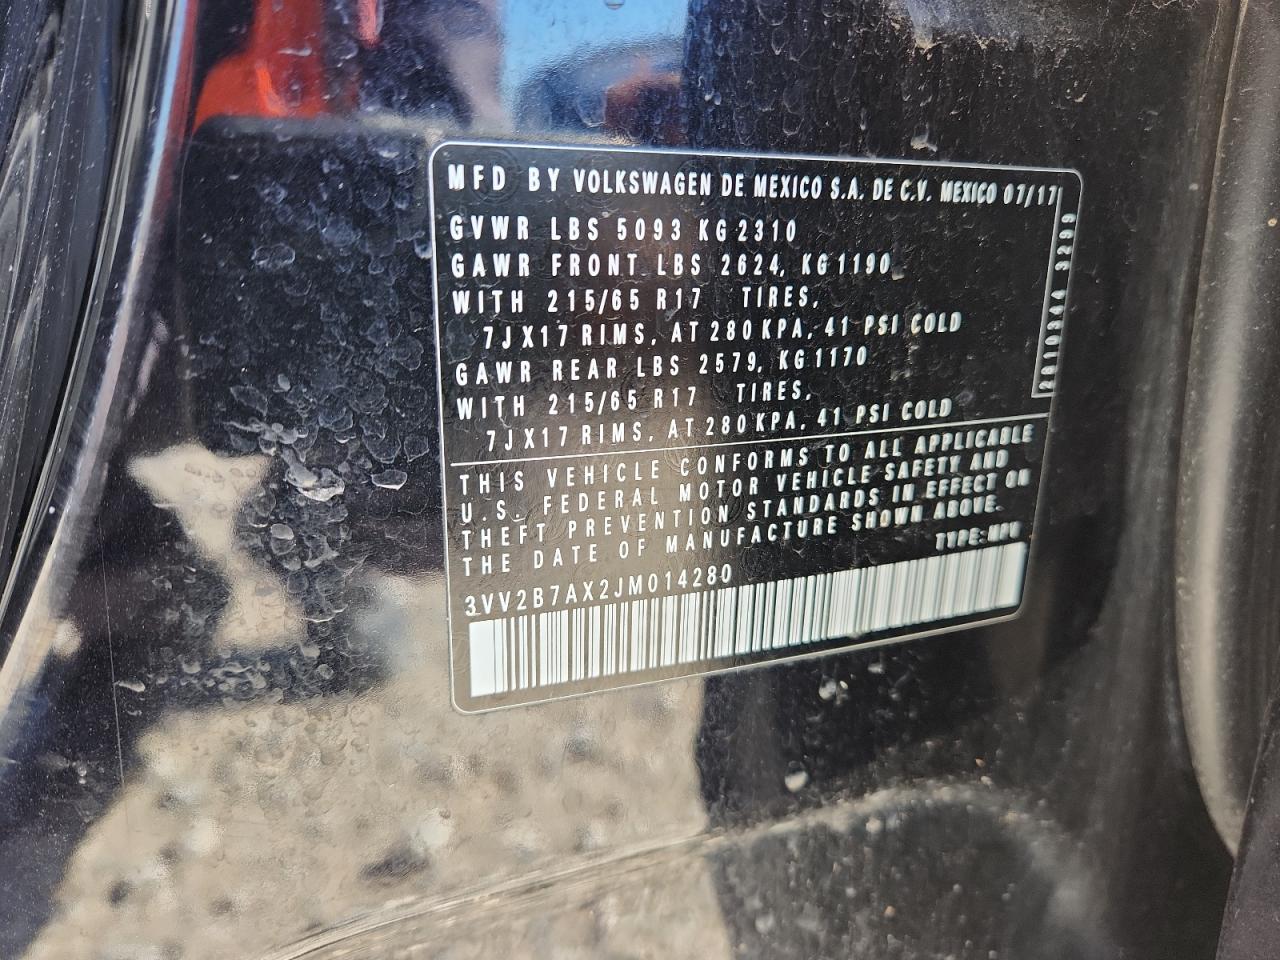 MFD BY VOLKSWAGEN DE MEXICO S.A. DE C.V. MEXICO 07/17
GVWR LBS 5093 KG 2310
GAWR FRONT LBS 2624, KG 1190
WITH 215/65 R17 TIRES,
7JX17 RIMS, AT 280 KPA, 41 PSI COLD
GAWR REAR LBS 2579, KG 1170
WITH 215/65 R17 TIRES,
7JX17 RIMS, AT 280 KPA, 41 PSI COLD
THIS VEHICLE CONFORMS TO ALL APPLICABLE
U.S. FEDERAL MOTOR VEHICLE SAFETY AND
THEFT PREVENTION STANDARDS IN EFFECT ON
THE DATE OF MANUFACTURE SHOWN ABOVE.
TYPE: MPV
3VV2B7AX2JM014280
2010344 3299